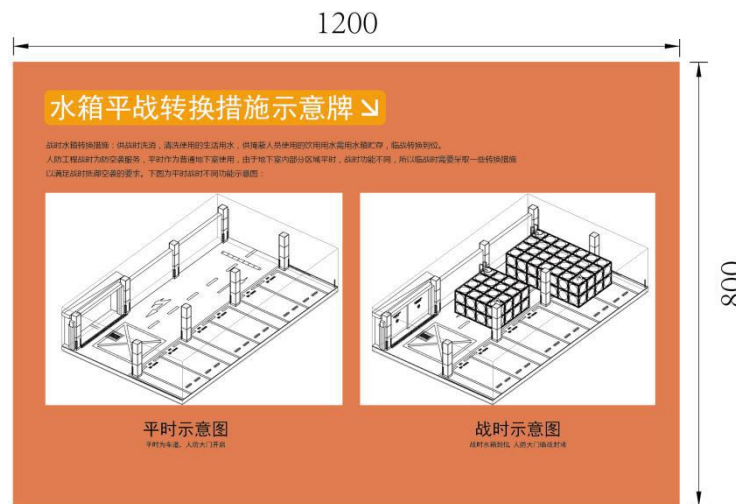 1200
水箱平战转换措施示意牌
战时水箱转换措施：供战时洗消，清洗使用的生活用水，供掩蔽人员使用的饮用用水需用水箱贮存，临战转换到位。
人防工程战时为防空袭服务，平时作为普通地下室使用，由于地下室内部分区域平时，战时功能不同，所以临战时需要采取一些转换措施
以满足战时防御空袭的要求。下图为平时战时不同功能示意图：
800
平时示意图
战时示意图
平时为车道，人防大门开启
战时水箱到位 人防大门临战封堵